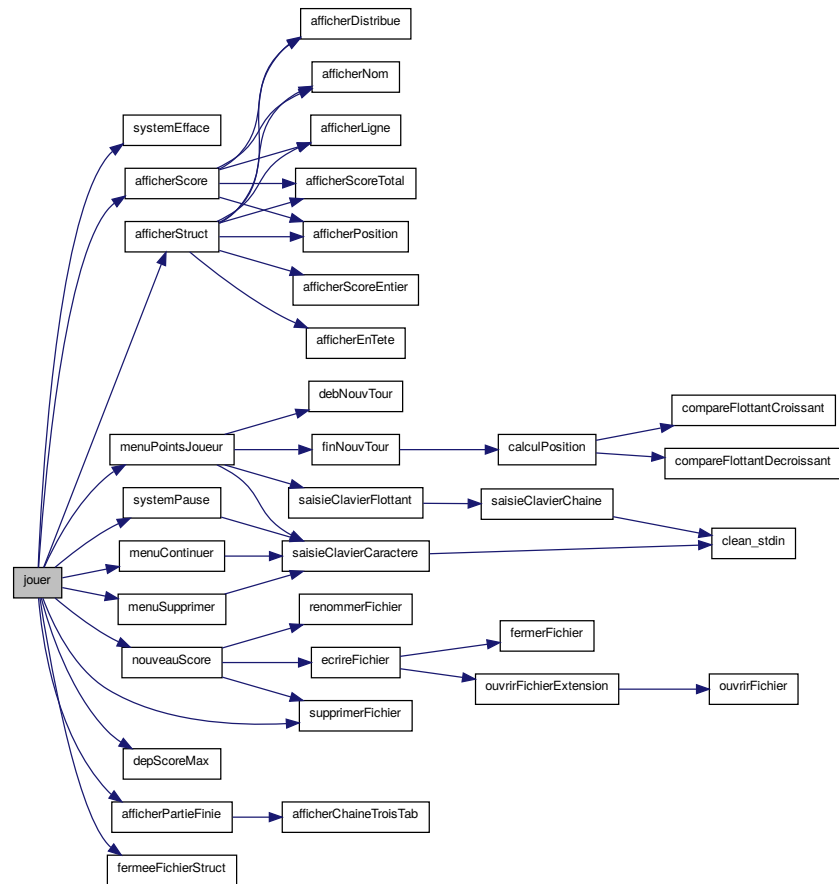 afficherDistribue
afficherNom
systemEfface
afficherLigne
afficherScore
afficherScoreTotal
afficherStruct
afficherPosition
afficherScoreEntier
afficherEnTete
debNouvTour
compareFlottantCroissant
menuPointsJoueur
finNouvTour
calculPosition
compareFlottantDecroissant
systemPause
saisieClavierFlottant
saisieClavierChaine
menuContinuer
saisieClavierCaractere
clean_stdin
jouer
menuSupprimer
renommerFichier
nouveauScore
ecrireFichier
fermerFichier
ouvrirFichierExtension
ouvrirFichier
supprimerFichier
depScoreMax
afficherPartieFinie
afficherChaineTroisTab
fermeeFichierStruct